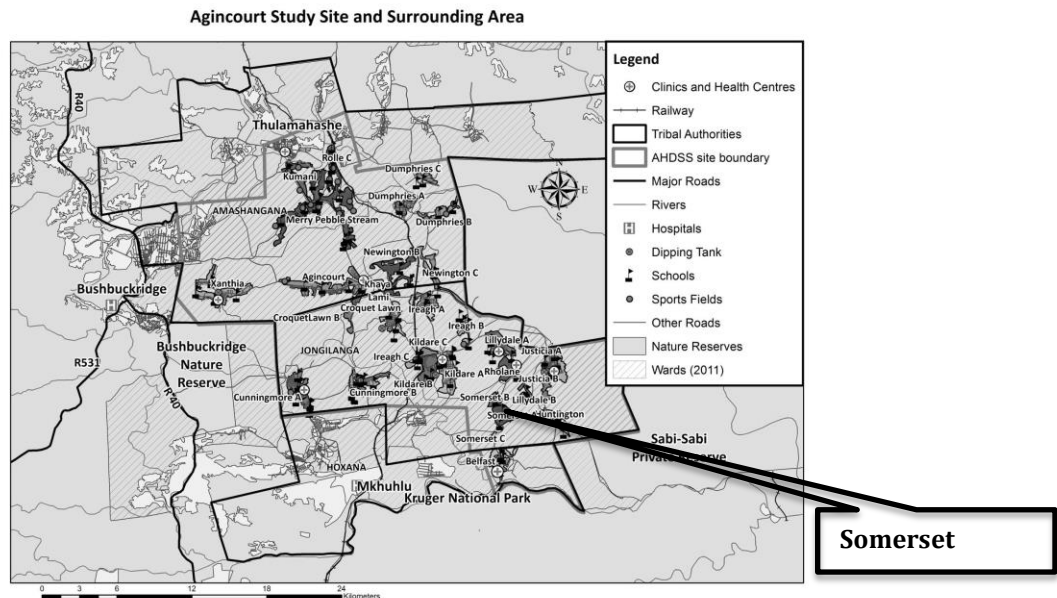 Agincourt Study Site and Surrounding Area
R40
Thulamahashe
Rolle C
Kumani
Dumphries C
Dumphries A
AMASHANGANA
Merry Pebble Stream
Dumphries B
Newington B
Newington C
Xanthia
Agincourt
Khaya
Lami
Bushbuckridge
Croquet Lawn
Ireagh A
CroquetLawn B
Ireagh B
Bushbuckridge
Nature
Reserve
JONGILANGA
Kildare C
Lillydale A
Justicia A
R531
Ireagh C
Kildare A
Rholane
Justicia B
R40
Kildare B
Cunningmore A
Cunningmore B
Somerset B
Lillydale B
Huntington
Somerset C
Sabi-Sabi
Belfast
HOXANA
Mkhuhlu
Kruger National Park
N
W
E
S
Legend
Clinics and Health Centres
Railway
Tribal Authorities
AHDSS site boundary
Major Roads
Rivers
H Hospitals
Dipping Tank
Schools
Sports Fields
Other Roads
Nature Reserves
Wards (2011)
Somerset
0 3 6 12 18 24
Kilometers